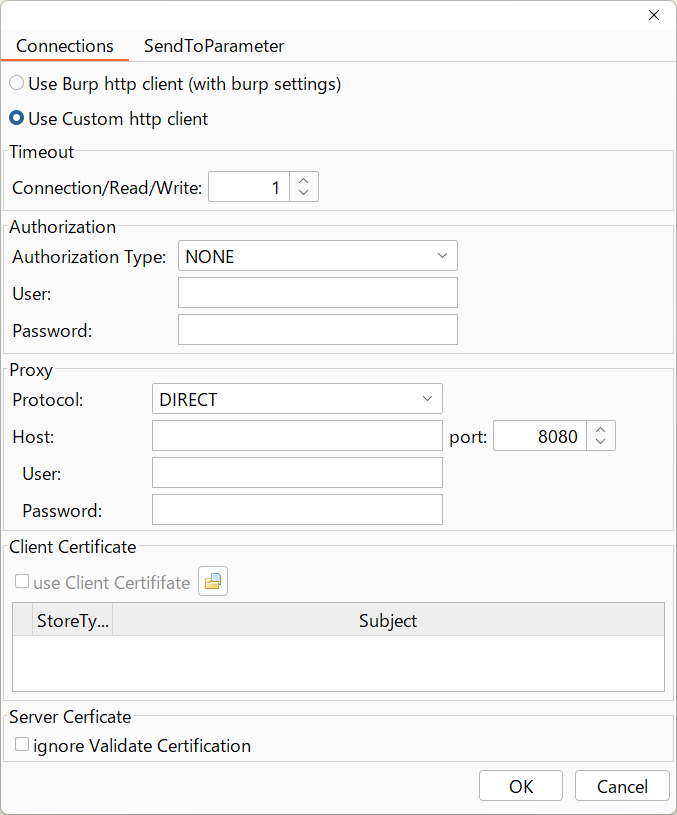 Connections SendToParameter
Use Burp http client (with burp settings)
Use Custom http client
Timeout
Connection/Read/Write: 1
Authorization
Authorization Type: NONE
User:
Password:
Proxy
Protocol: DIRECT
Host: port: 8080
User:
Password:
Client Certificate
use Client Certififate
StoreTy... Subject
Server Cerficate
ignore Validate Certification
OK Cancel